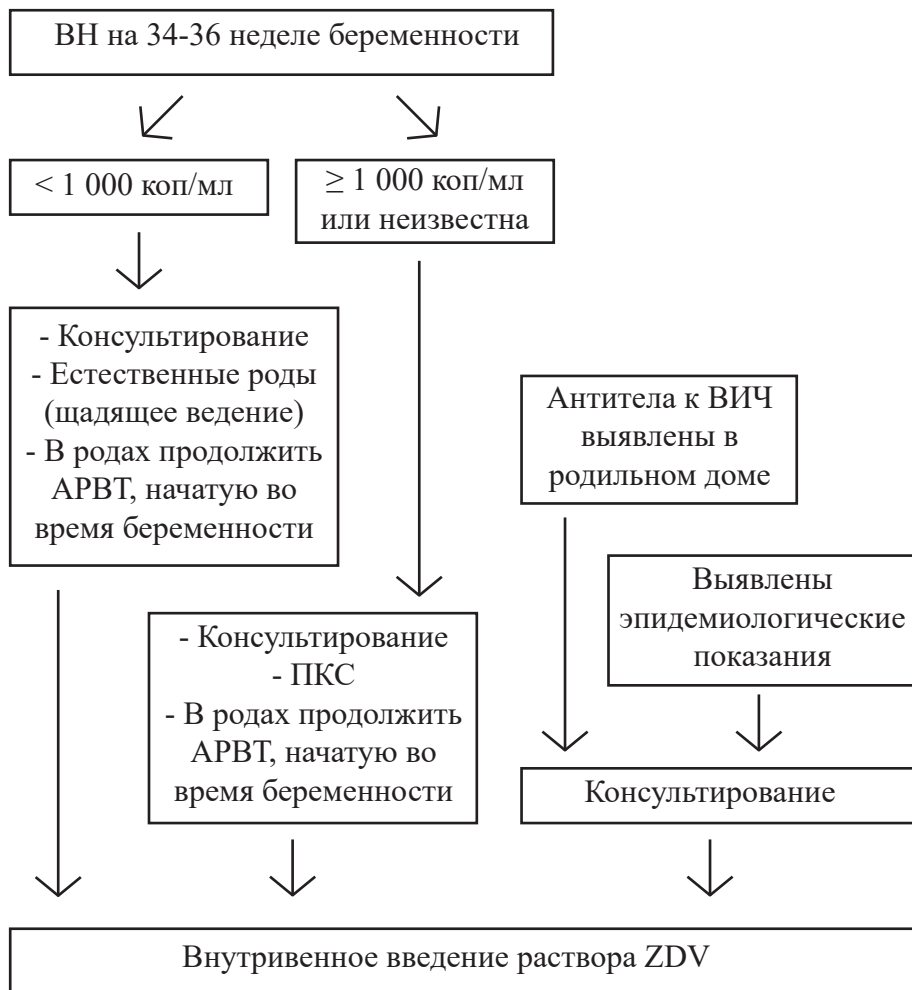 ВН на 34-36 неделе беременности
< 1 000 коп/мл
≥ 1 000 коп/мл
или неизвестна
- Консультирование
- Естественные роды
(щадящее ведение)
- В родах продолжить
АРВТ, начатую во
время беременности
Антитела к ВИЧ
выявлены в
родильном доме
Выявлены
эпидемиологические
показания
- Консультирование
- ПКС
- В родах продолжить
АРВТ, начатую во
время беременности
Консультирование
Внутривенное введение раствора ZDV